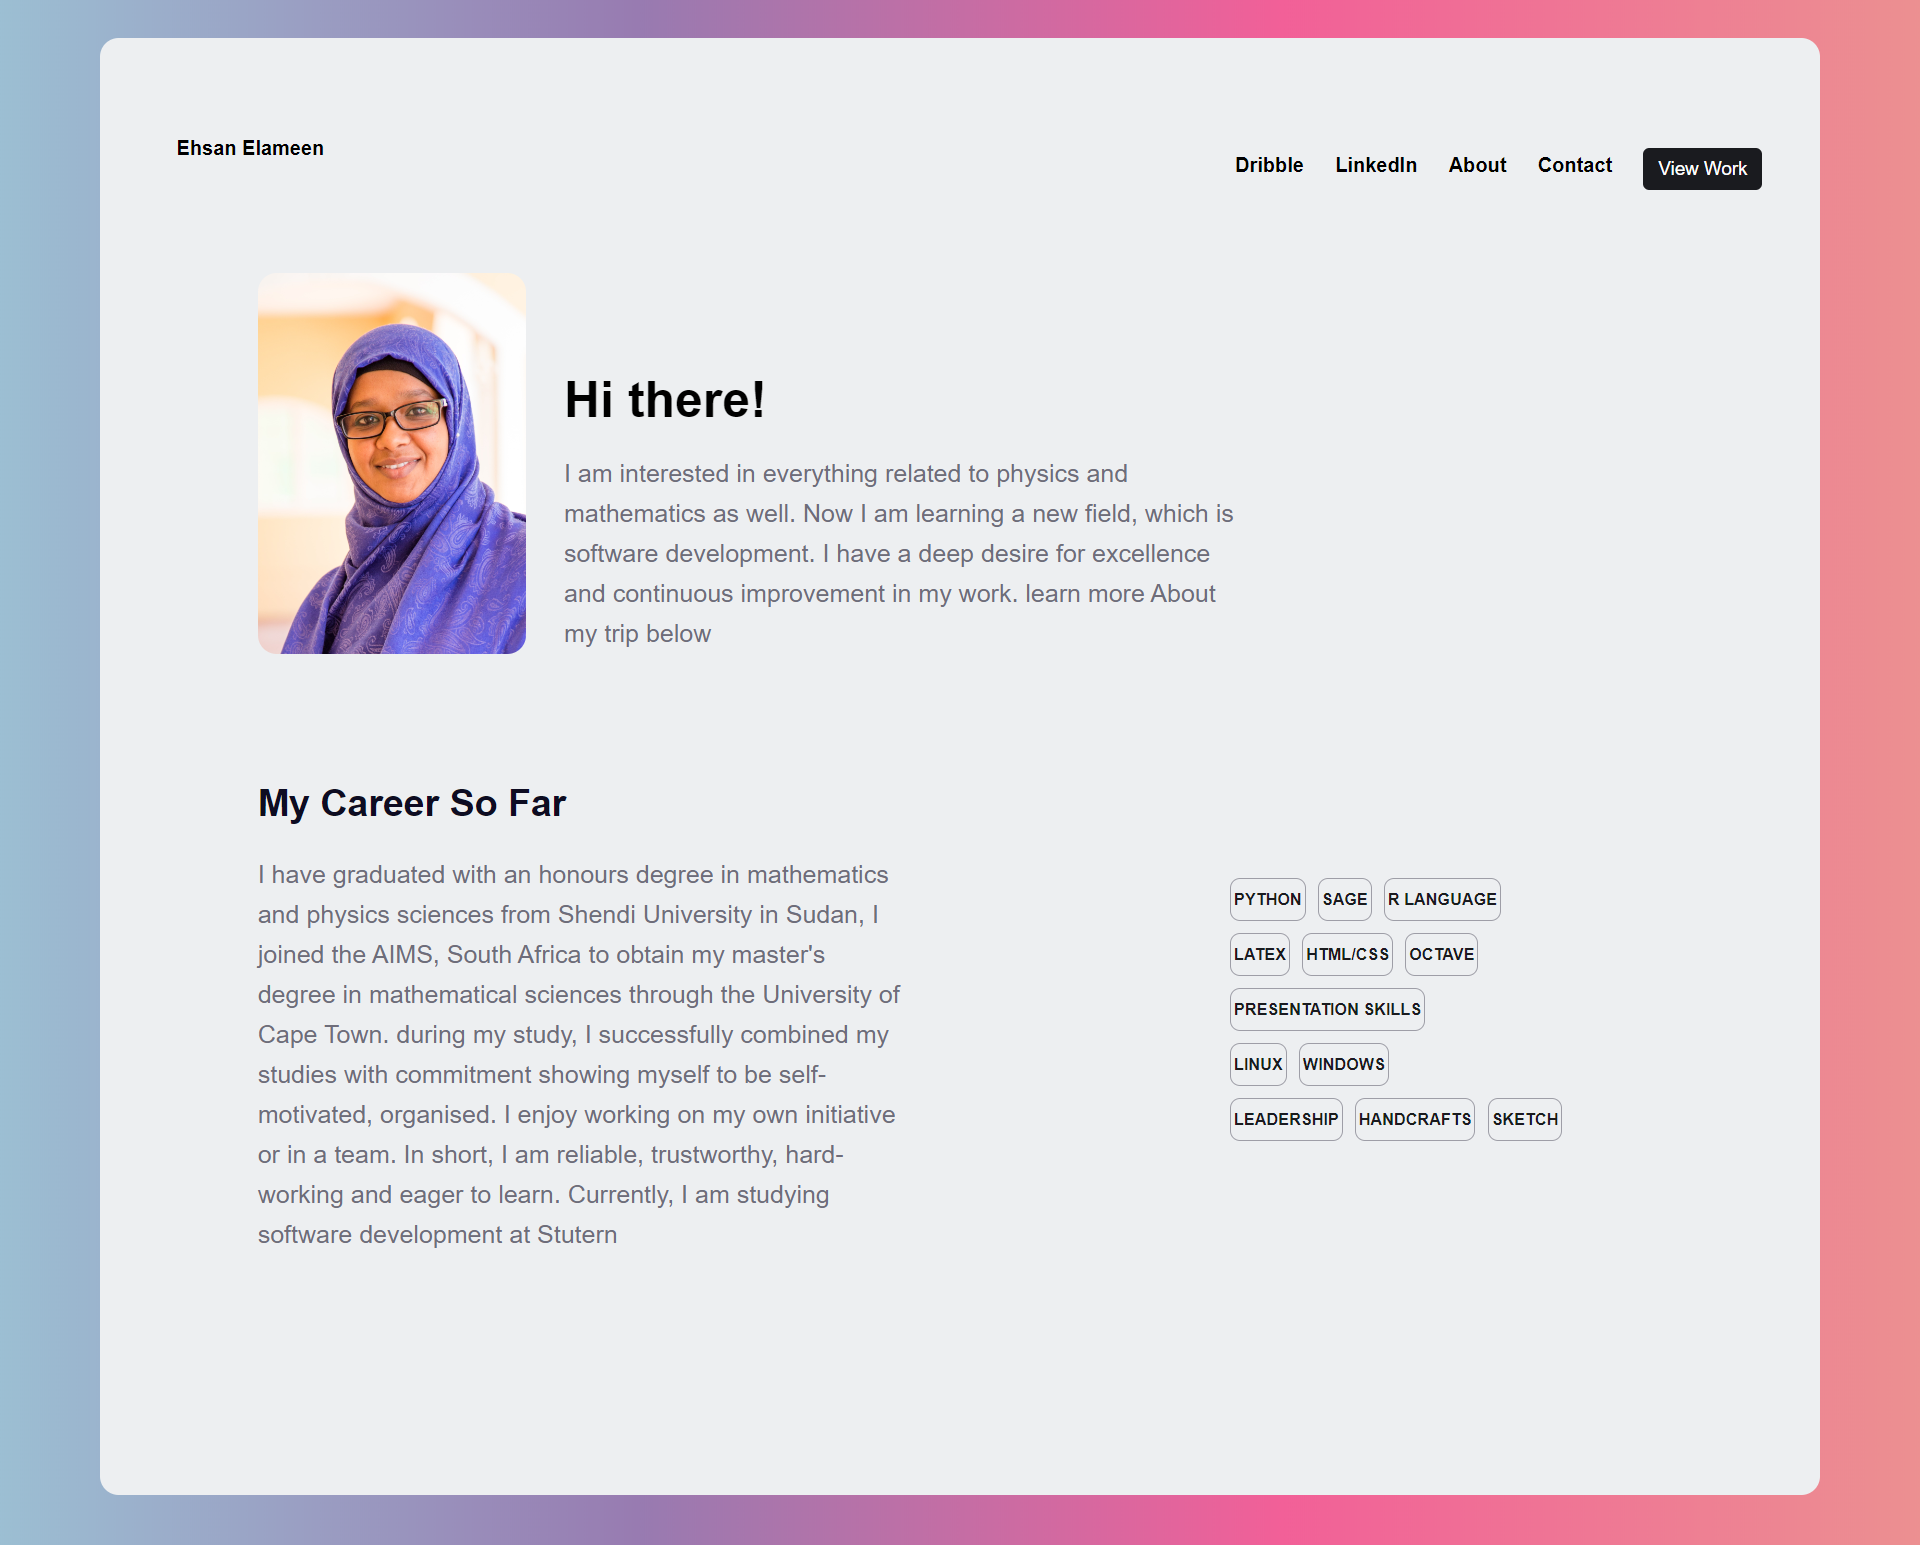 Ehsan Elameen
Dribble LinkedIn About Contact View Work
Hi there!
I am interested in everything related to physics and
mathematics as well. Now I am learning a new field, which is
software development. I have a deep desire for excellence
and continuous improvement in my work. learn more About
my trip below
My Career So Far
I have graduated with an honours degree in mathematics
and physics sciences from Shendi University in Sudan, I
joined the AIMS, South Africa to obtain my master's
degree in mathematical sciences through the University of
Cape Town. during my study, I successfully combined my
studies with commitment showing myself to be self-
motivated, organised. I enjoy working on my own initiative
or in a team. In short, I am reliable, trustworthy, hard-
working and eager to learn. Currently, I am studying
software development at Stutern
PYTHON SAGE R LANGUAGE
LATEX HTML/CSS OCTAVE
PRESENTATION SKILLS
LINUX WINDOWS
LEADERSHIP HANDCRAFTS SKETCH